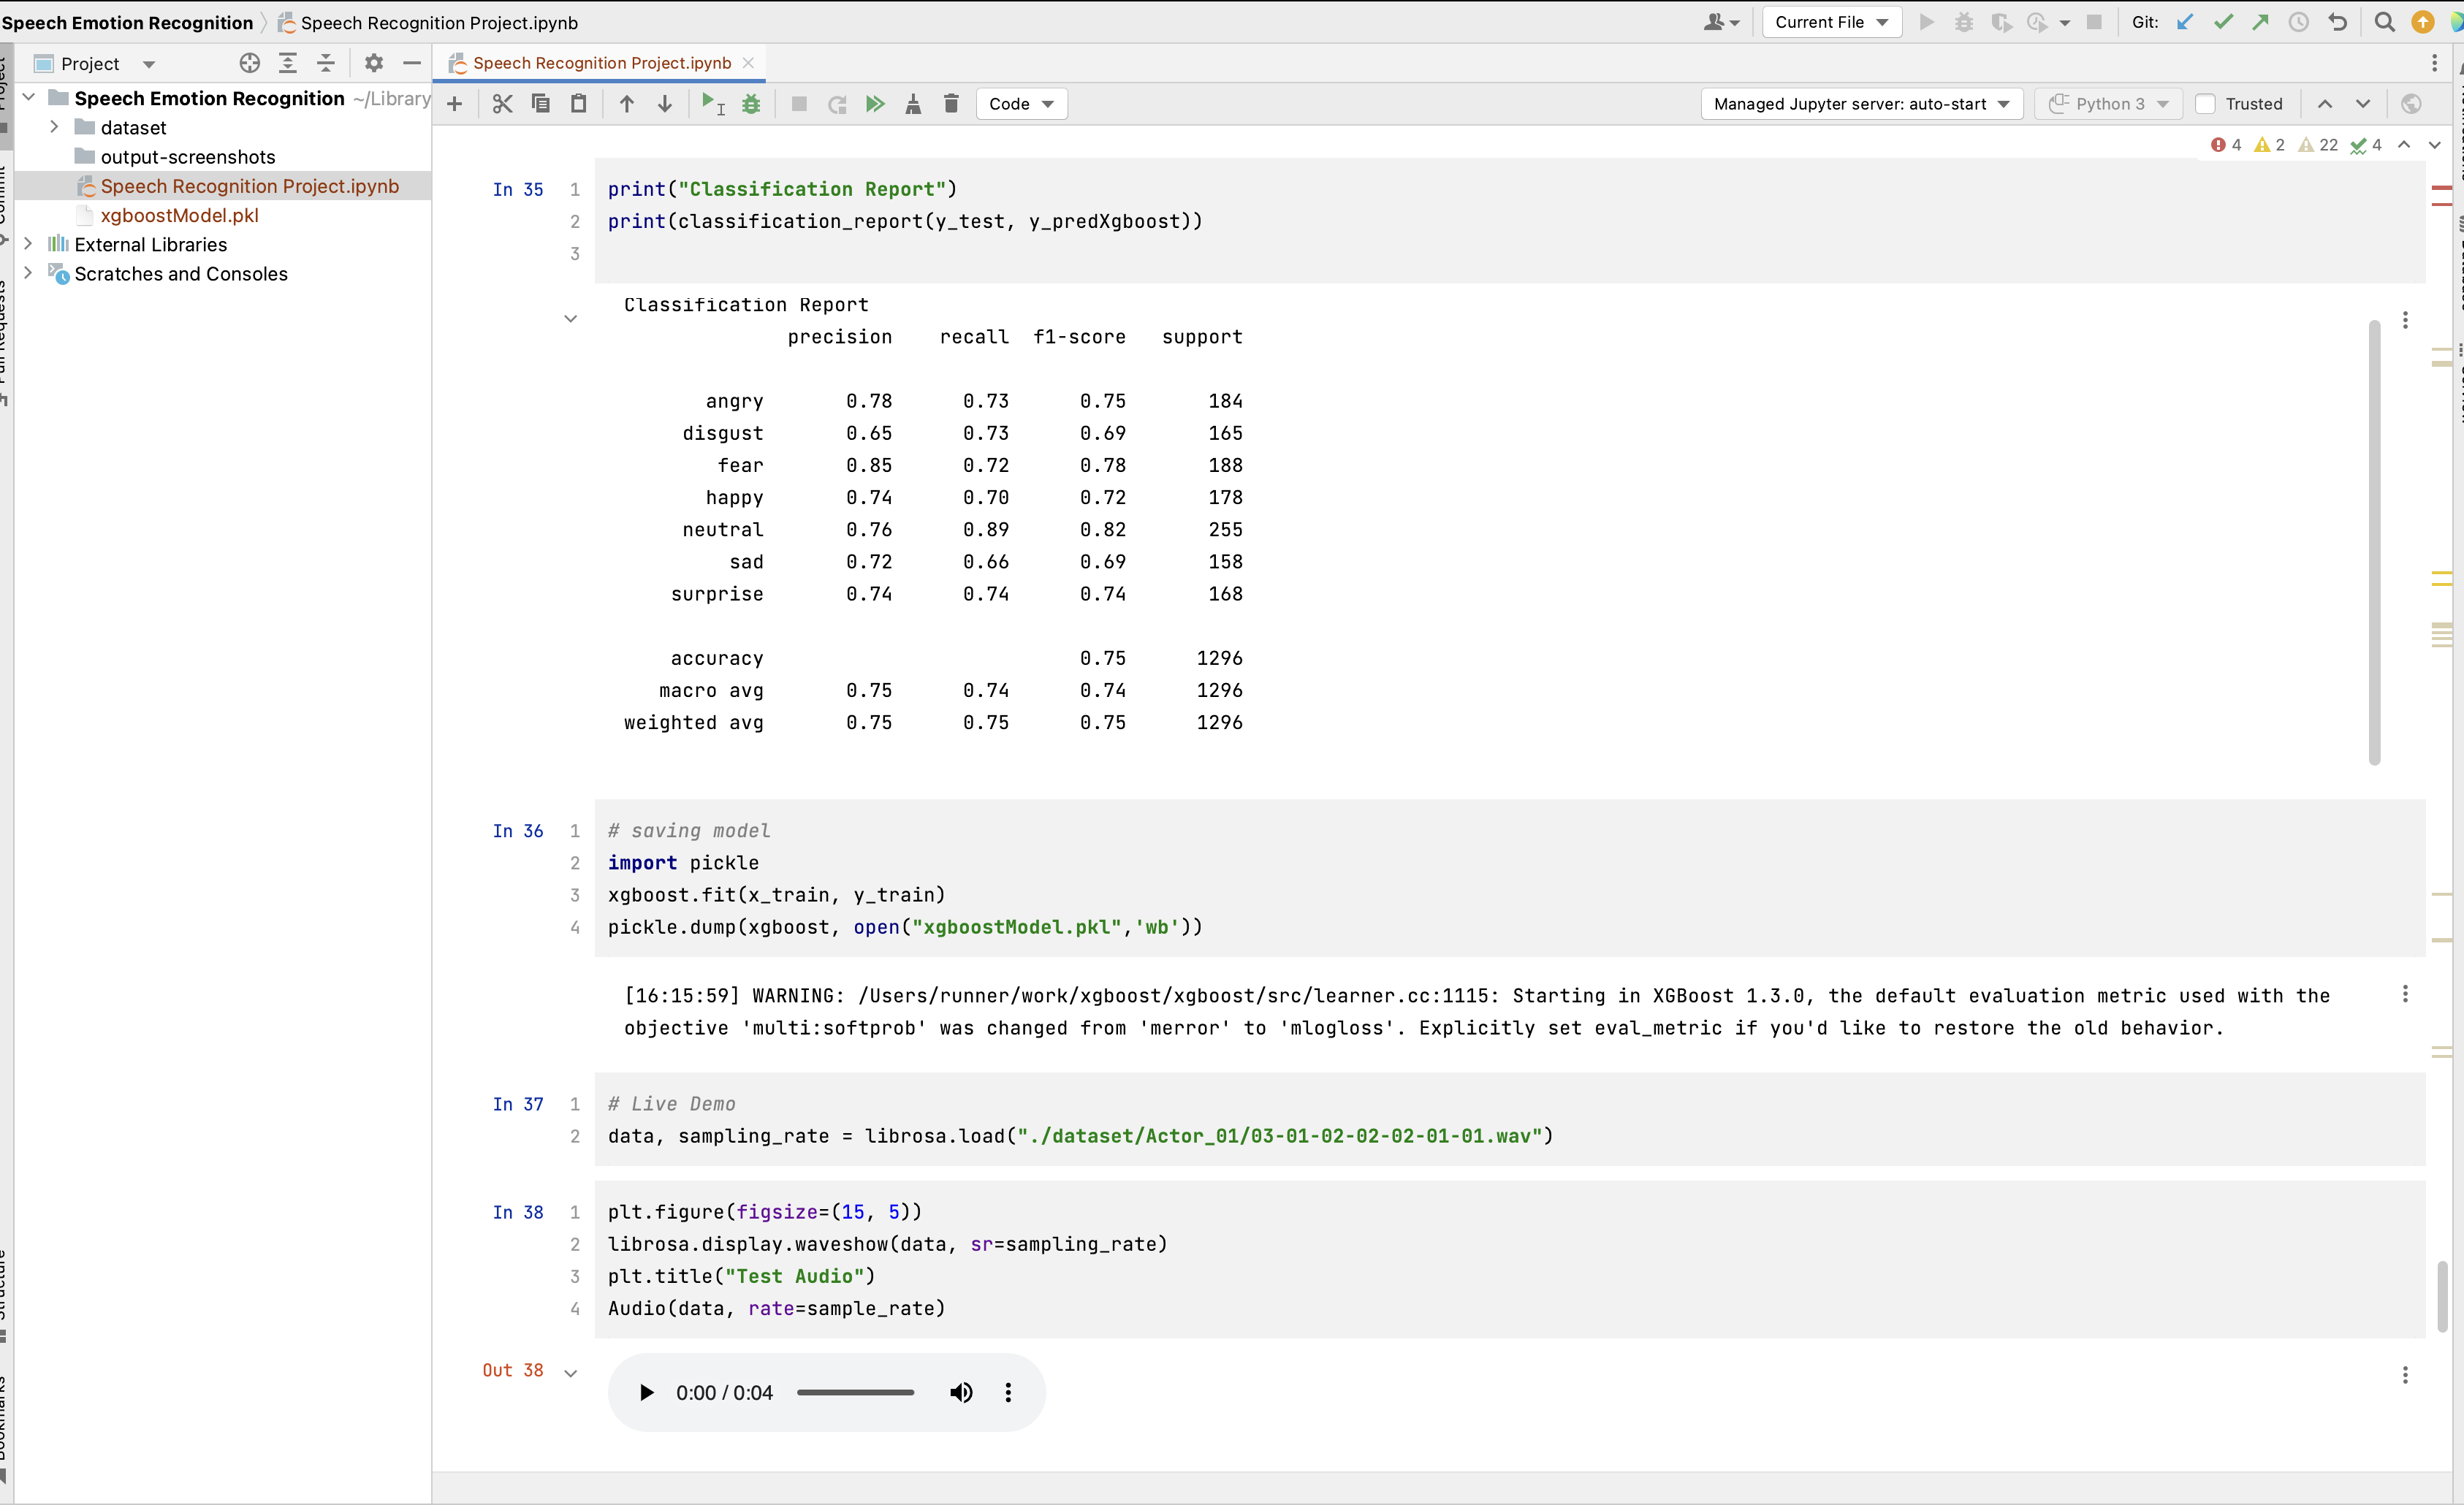 Speech Emotion Recognition Speech Recognition Project.ipynb Current File Git:
Project Speech Recognition Project.ipynb
Code Managed Jupyter server: auto-start Python 3 Trusted
Speech Emotion Recognition ~/Library
dataset
output-screenshots
Speech Recognition Project.ipynb
xgboostModel.pkl
External Libraries
Scratches and Consoles
Project
Commit
Pull Requests
Structure
Bookmarks
4 2 22 4
In 35 1 print("Classification Report")
2 print(classification_report(y_test, y_predXgboost))
3
Classification Report
precision recall f1-score support
angry 0.78 0.73 0.75 184
disgust 0.65 0.73 0.69 165
fear 0.85 0.72 0.78 188
happy 0.74 0.70 0.72 178
neutral 0.76 0.89 0.82 255
sad 0.72 0.66 0.69 158
surprise 0.74 0.74 0.74 168
accuracy 0.75 1296
macro avg 0.75 0.74 0.74 1296
weighted avg 0.75 0.75 0.75 1296
In 36 1 # saving model
2 import pickle
3 xgboost.fit(x_train, y_train)
4 pickle.dump(xgboost, open("xgboostModel.pkl",'wb'))
[16:15:59] WARNING: /Users/runner/work/xgboost/xgboost/src/learner.cc:1115: Starting in XGBoost 1.3.0, the default evaluation metric used with the
objective 'multi:softprob' was changed from 'merror' to 'mlogloss'. Explicitly set eval_metric if you'd like to restore the old behavior.
In 37 1 # Live Demo
2 data, sampling_rate = librosa.load("./dataset/Actor_01/03-01-02-02-02-01-01.wav")
In 38 1 plt.figure(figsize=(15, 5))
2 librosa.display.waveshow(data, sr=sampling_rate)
3 plt.title("Test Audio")
4 Audio(data, rate=sample_rate)
Out 38 0:00 / 0:04